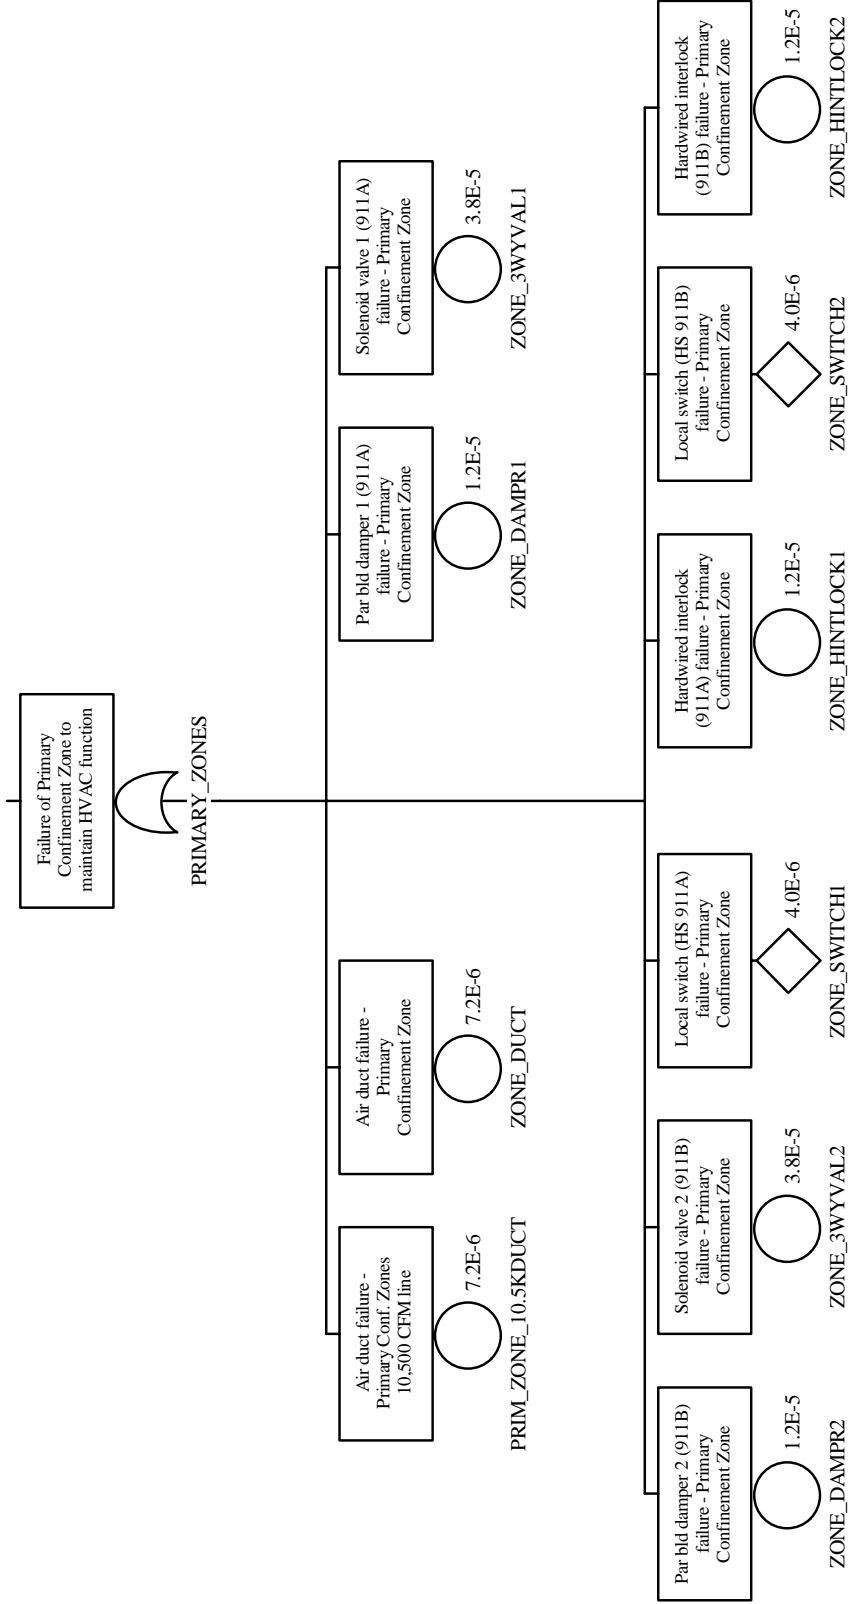 Failure of Primary
Confinement Zone to
maintain HVAC function
PRIMARY_ZONES
Air duct failure -
Primary Conf. Zones
10,500 CFM line
7.2E-6
PRIM_ZONE_10.5KDUCT
Air duct failure -
Primary
Confinement Zone
7.2E-6
ZONE_DUCT
Par bld damper 1 (911A)
failure - Primary
Confinement Zone
1.2E-5
ZONE_DAMPR1
Solenoid valve 1 (911A)
failure - Primary
Confinement Zone
3.8E-5
ZONE_3WYVAL1
Par bld damper 2 (911B)
failure - Primary
Confinement Zone
1.2E-5
ZONE_DAMPR2
Solenoid valve 2 (911B)
failure - Primary
Confinement Zone
3.8E-5
ZONE_3WYVAL2
Local switch (HS 911A)
failure - Primary
Confinement Zone
4.0E-6
ZONE_SWITCH1
Hardwired interlock
(911A) failure - Primary
Confinement Zone
1.2E-5
ZONE_HINTLOCK1
Local switch (HS 911B)
failure - Primary
Confinement Zone
4.0E-6
ZONE_SWITCH2
Hardwired interlock
(911B) failure - Primary
Confinement Zone
1.2E-5
ZONE_HINTLOCK2